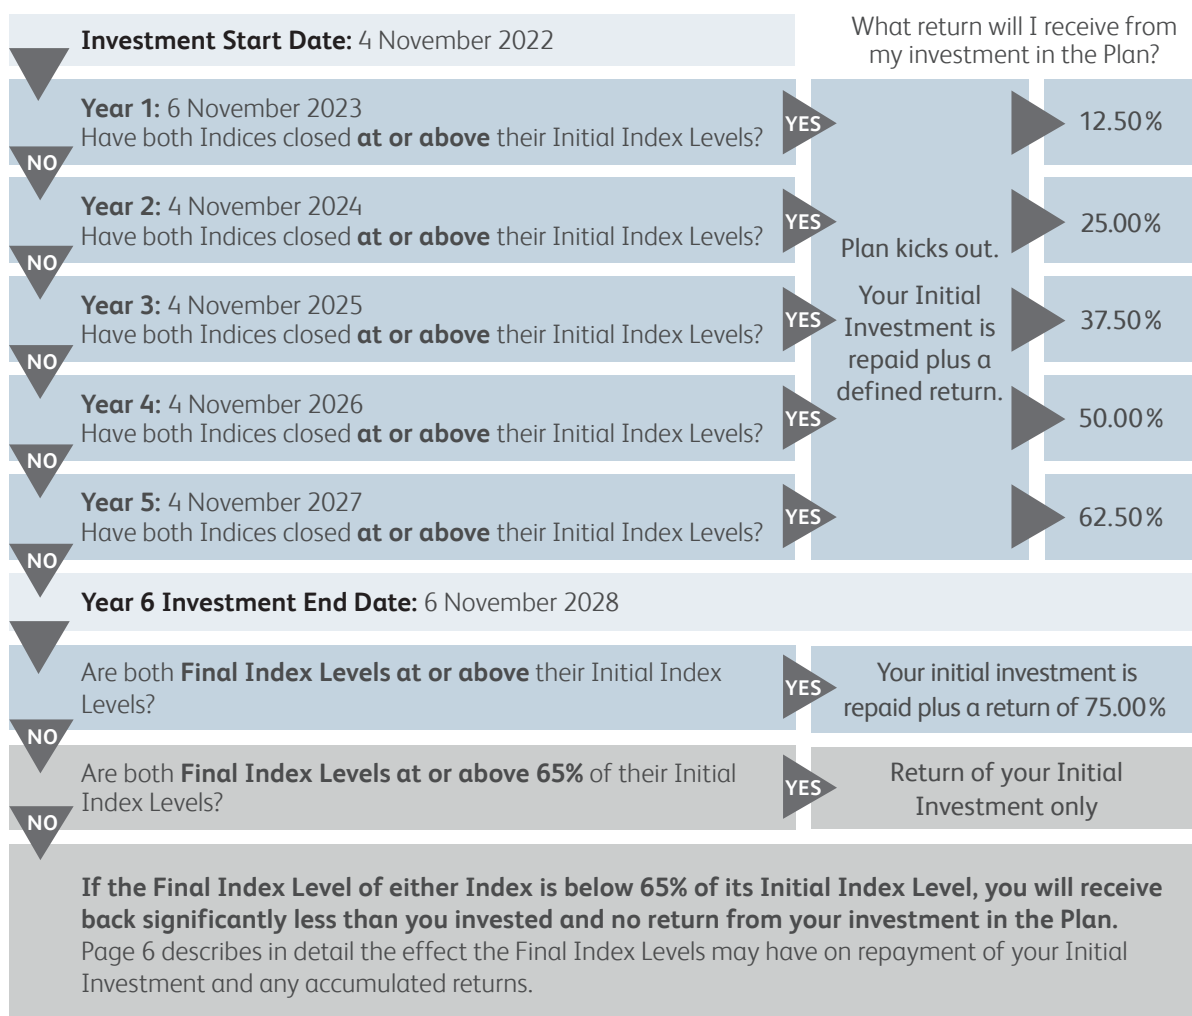 What return will I receive from
my investment in the Plan?
Investment Start Date: 4 November 2022
Year 1: 6 November 2023
Have both Indices closed at or above their Initial Index Levels?
YES
12.50%
NO
Year 2: 4 November 2024
Have both Indices closed at or above their Initial Index Levels?
YES
25.00%
NO
Year 3: 4 November 2025
Have both Indices closed at or above their Initial Index Levels?
YES
37.50%
NO
Year 4: 4 November 2026
Have both Indices closed at or above their Initial Index Levels?
YES
50.00%
NO
Year 5: 4 November 2027
Have both Indices closed at or above their Initial Index Levels?
YES
62.50%
Plan kicks out.
Your Initial
Investment is
repaid plus a
defined return.
NO
Year 6 Investment End Date: 6 November 2028
Are both Final Index Levels at or above their Initial Index
Levels?
YES
Your initial investment is
repaid plus a return of 75.00%
NO
Are both Final Index Levels at or above 65% of their Initial
Index Levels?
YES
Return of your Initial
Investment only
NO
If the Final Index Level of either Index is below 65% of its Initial Index Level, you will receive
back significantly less than you invested and no return from your investment in the Plan.
Page 6 describes in detail the effect the Final Index Levels may have on repayment of your Initial
Investment and any accumulated returns.